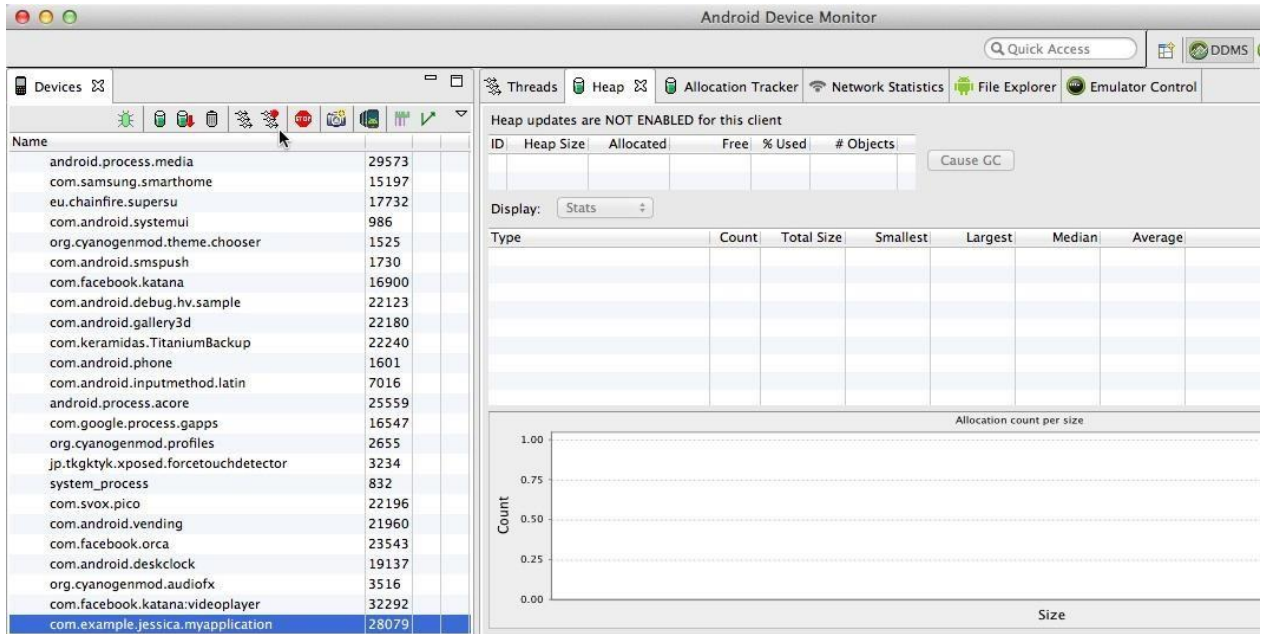 Android Device Monitor
Quick Access
DDMS
Devices
Threads Heap Allocation Tracker Network Statistics File Explorer Emulator Control
STOP
Heap updates are NOT ENABLED for this client
Name
ID Heap Size Allocated Free % Used # Objects
Cause GC
Display: Stats
Type Count Total Size Smallest Largest Median Average
android.process.media 29573
com.samsung.smarthome 15197
eu.chainfire.supersu 17732
com.android.systemui 986
org.cyanogenmod.theme.chooser 1525
com.android.smspush 1730
com.facebook.katana 16900
com.android.debug.hv.sample 22123
com.android.gallery3d 22180
com.keramidas.TitaniumBackup 22240
com.android.phone 1601
com.android.inputmethod.latin 7016
android.process.acore 25559
com.google.process.gapps 16547
org.cyanogenmod.profiles 2655
jp.tkgktyk.xposed.forcetouchdetector 3234
system_process 832
com.svox.pico 22196
com.android.vending 21960
com.facebook.orca 23543
com.android.deskclock 19137
org.cyanogenmod.audiofx 3516
com.facebook.katana:videoplayer 32292
com.example.jessica.myapplication 28079
Allocation count per size
1.00
0.75
0.50
0.25
0.00
Count
Size